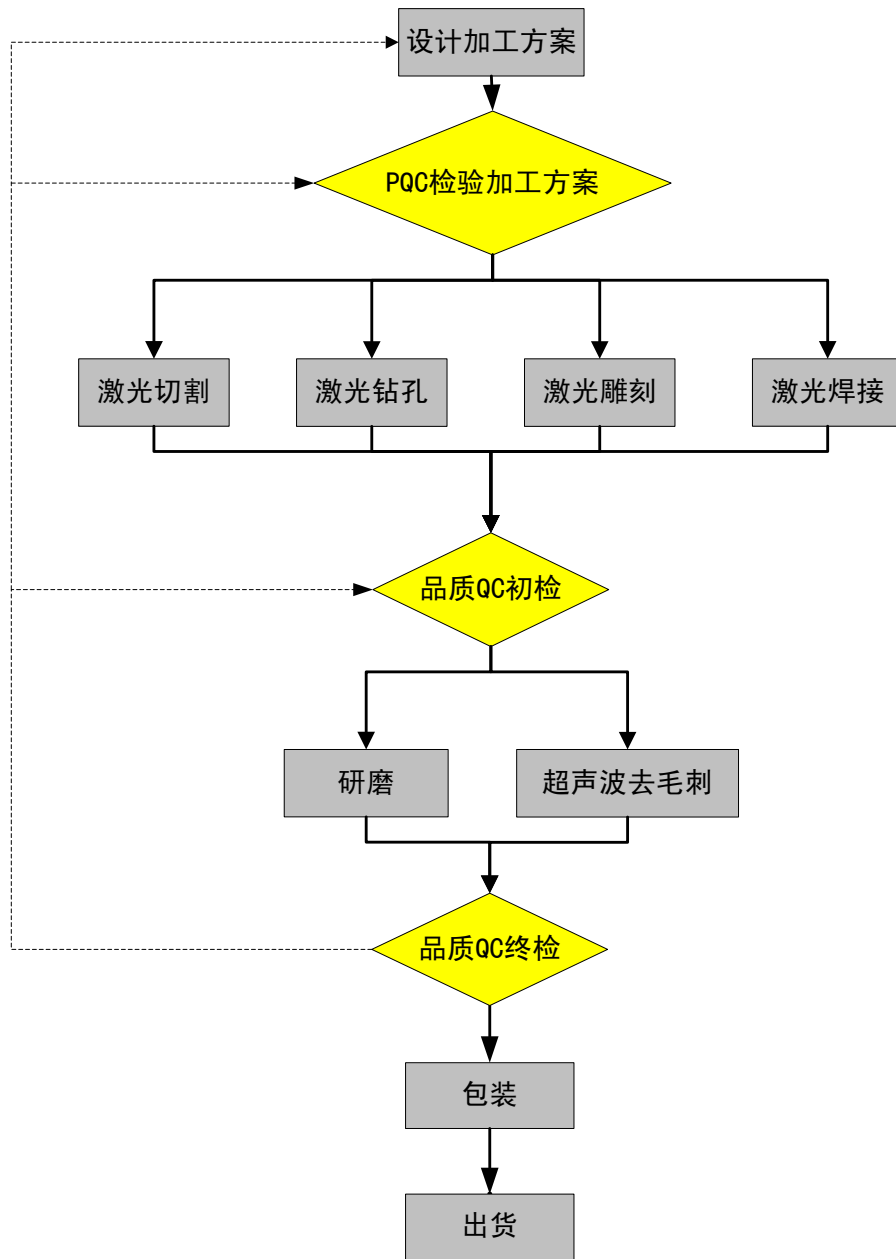 设计加工方案
PQC检验加工方案
激光切割
激光钻孔
激光雕刻
激光焊接
品质QC初检
研磨
超声波去毛刺
品质QC终检
包装
出货